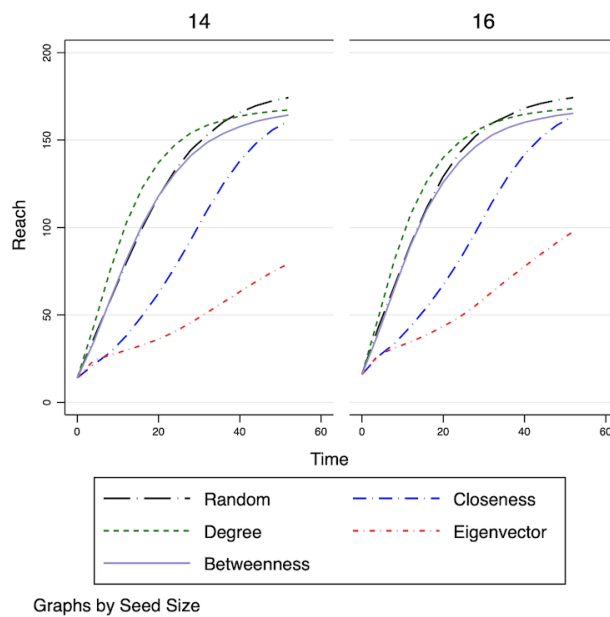 14 16
200
150
100
50
0
Reach
0 20 40 60 0 20 40 60
Time
Random Closeness
Degree Eigenvector
Betweenness
Graphs by Seed Size